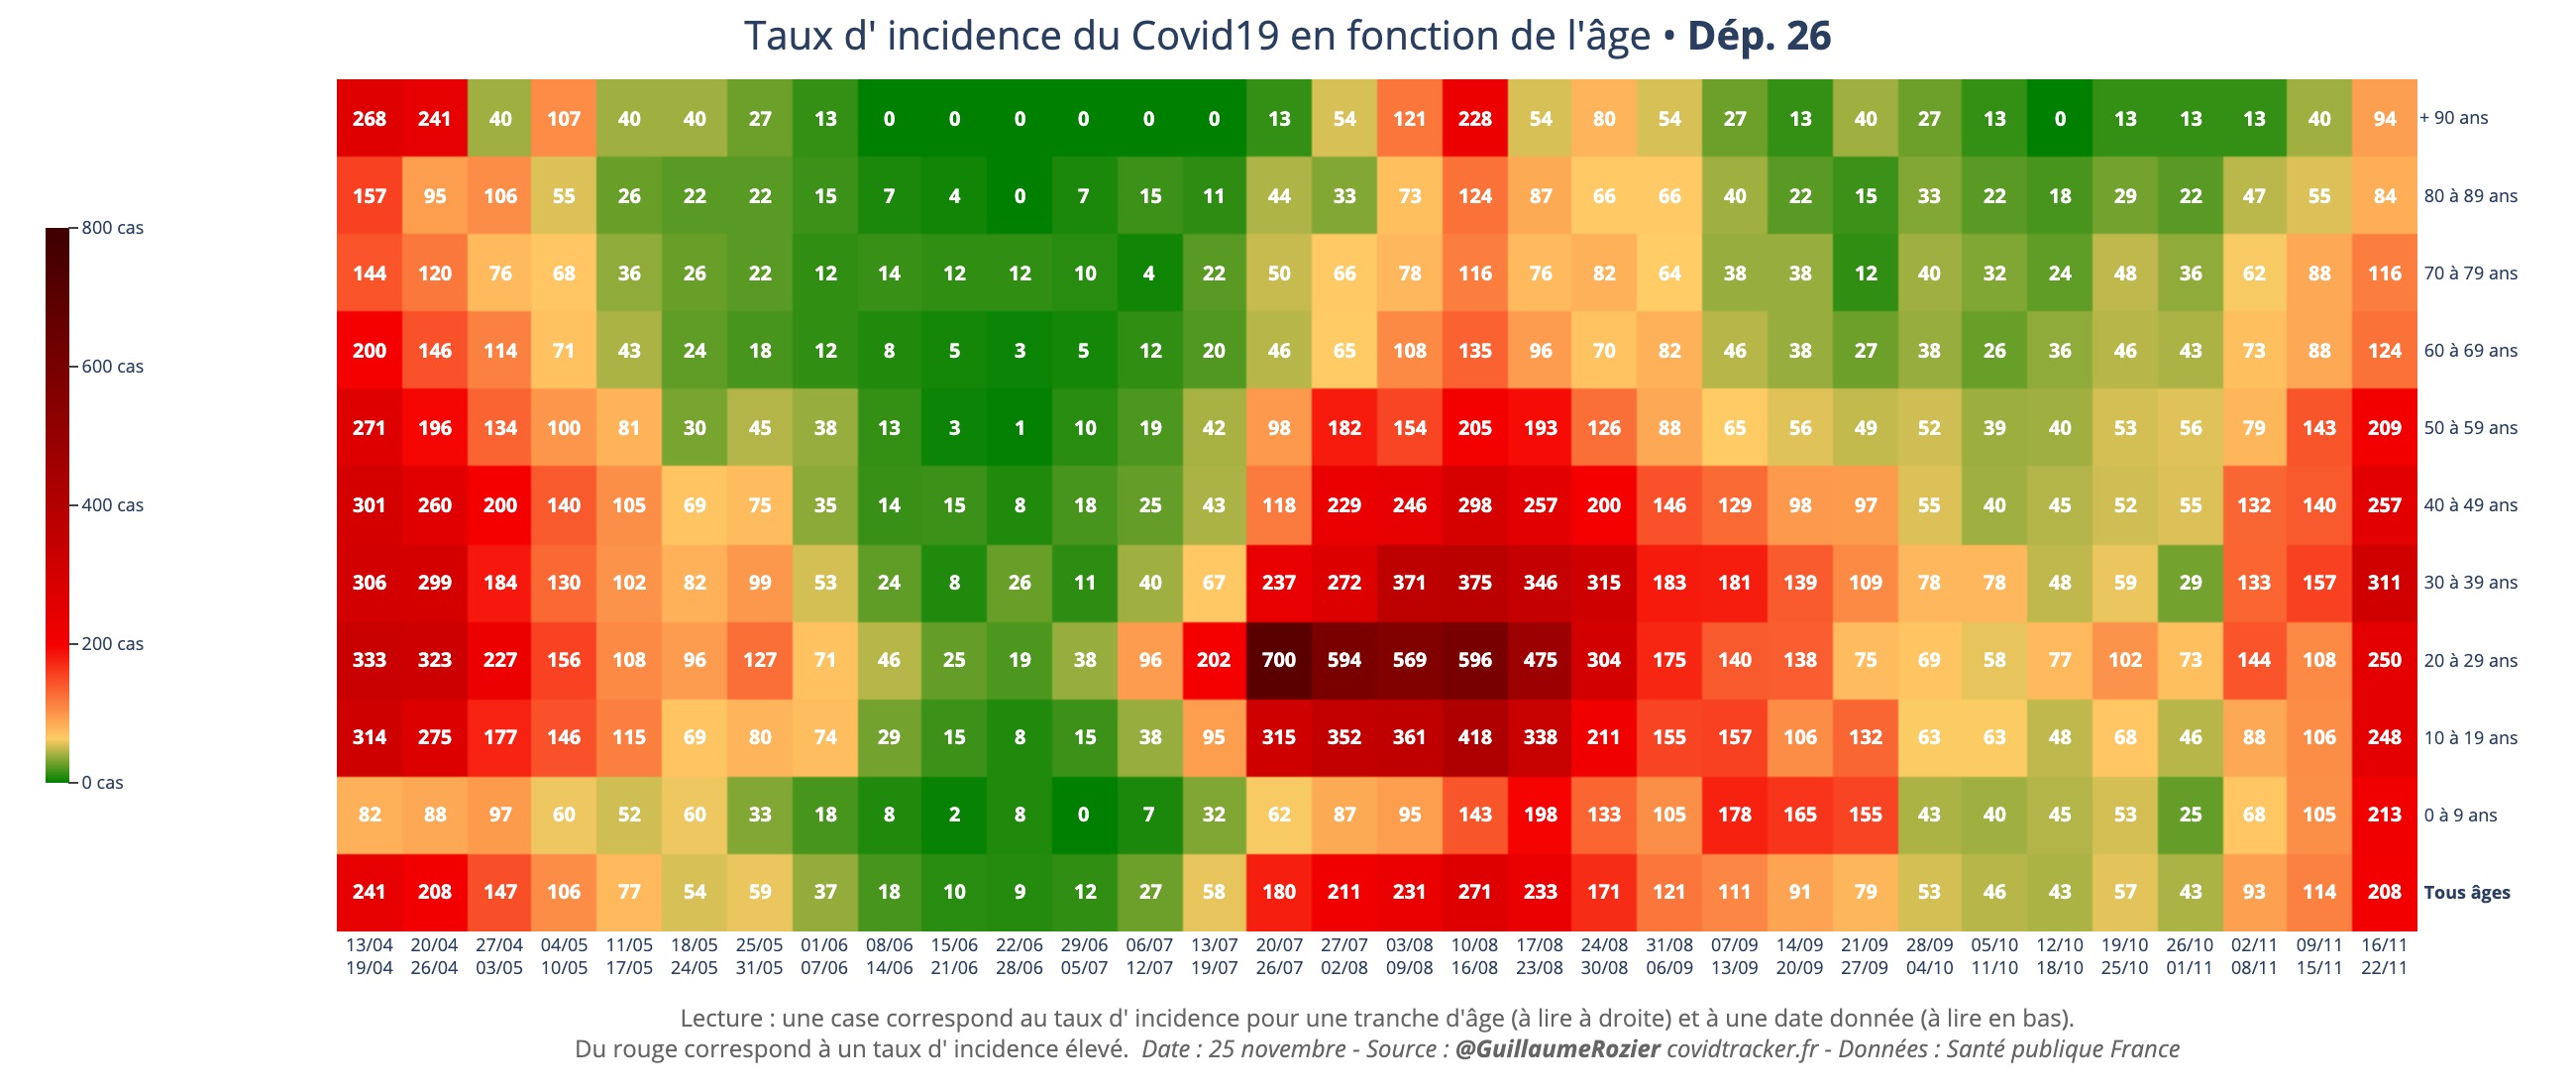 Taux d' incidence du Covid19 en fonction de l'âge • Dép. 26
800 cas
600 cas
400 cas
200 cas
0 cas
268 241 40 107 40 40 27 13 0 0 0 0 0 0 13 54 121 228 54 80 54 27 13 40 27 13 0 13 13 13 40 94 + 90 ans
157 95 106 55 26 22 22 15 7 4 0 7 15 11 44 33 73 124 87 66 66 40 22 15 33 22 18 29 22 47 55 84 80 à 89 ans
144 120 76 68 36 26 22 12 14 12 12 10 4 22 50 66 78 116 76 82 64 38 38 12 40 32 24 48 36 62 88 116 70 à 79 ans
200 146 114 71 43 24 18 12 8 5 3 5 12 20 46 65 108 135 96 70 82 46 38 27 38 26 36 46 43 73 88 124 60 à 69 ans
271 196 134 100 81 30 45 38 13 3 1 10 19 42 98 182 154 205 193 126 88 65 56 49 52 39 40 53 56 79 143 209 50 à 59 ans
301 260 200 140 105 69 75 35 14 15 8 18 25 43 118 229 246 298 257 200 146 129 98 97 55 40 45 52 55 132 140 257 40 à 49 ans
306 299 184 130 102 82 99 53 24 8 26 11 40 67 237 272 371 375 346 315 183 181 139 109 78 78 48 59 29 133 157 311 30 à 39 ans
333 323 227 156 108 96 127 71 46 25 19 38 96 202 700 594 569 596 475 304 175 140 138 75 69 58 77 102 73 144 108 250 20 à 29 ans
314 275 177 146 115 69 80 74 29 15 8 15 38 95 315 352 361 418 338 211 155 157 106 132 63 63 48 68 46 88 106 248 10 à 19 ans
82 88 97 60 52 60 33 18 8 2 8 0 7 32 62 87 95 143 198 133 105 178 165 155 43 40 45 53 25 68 105 213 0 à 9 ans
241 208 147 106 77 54 59 37 18 10 9 12 27 58 180 211 231 271 233 171 121 111 91 79 53 46 43 57 43 93 114 208 Tous âges
13/04 20/04 27/04 04/05 11/05 18/05 25/05 01/06 08/06 15/06 22/06 29/06 06/07 13/07 20/07 27/07 03/08 10/08 17/08 24/08 31/08 07/09 14/09 21/09 28/09 05/10 12/10 19/10 26/10 02/11 09/11 16/11
19/04 26/04 03/05 10/05 17/05 24/05 31/05 07/06 14/06 21/06 28/06 05/07 12/07 19/07 26/07 02/08 09/08 16/08 23/08 30/08 06/09 13/09 20/09 27/09 04/10 11/10 18/10 25/10 01/11 08/11 15/11 22/11
Lecture : une case correspond au taux d' incidence pour une tranche d'âge (à lire à droite) et à une date donnée (à lire en bas).
Du rouge correspond à un taux d' incidence élevé. Date : 25 novembre - Source : @GuillaumeRozier covidtracker.fr - Données : Santé publique France